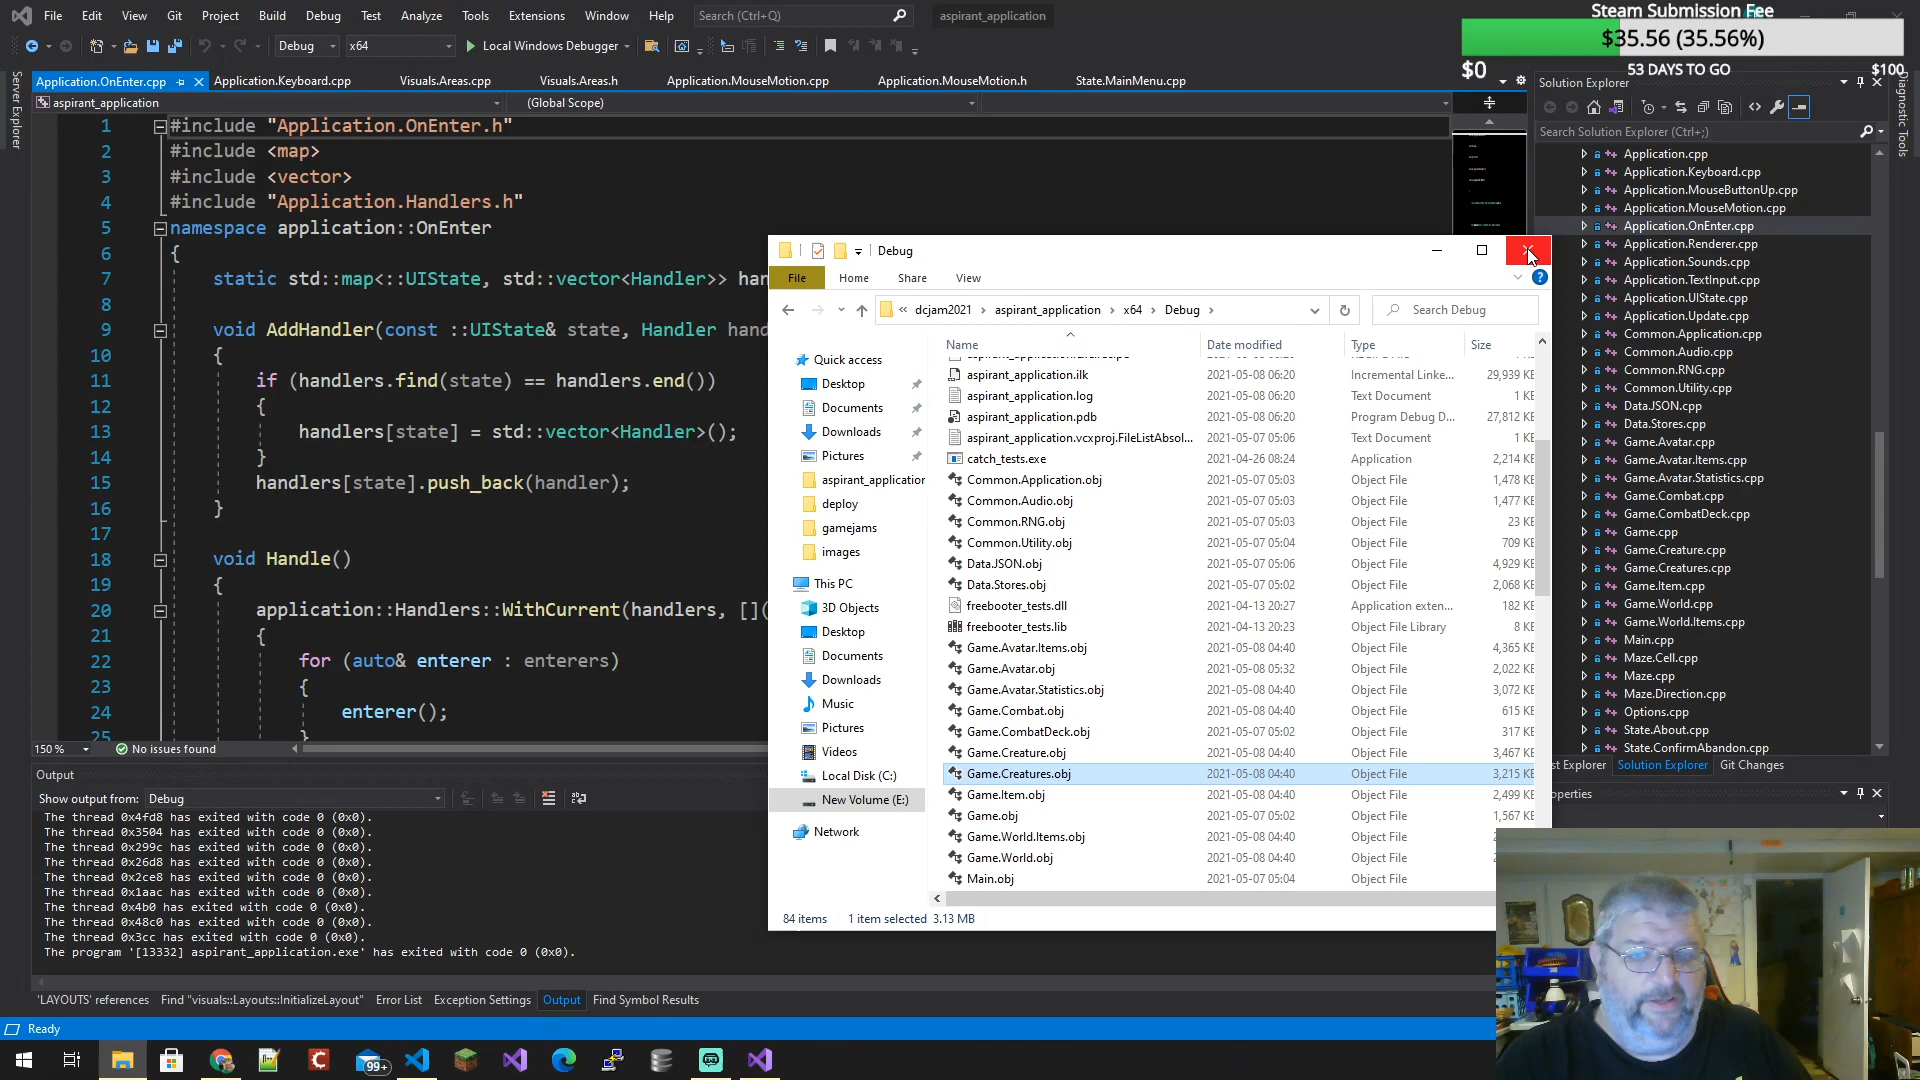 File Edit View Git Project Build Debug Test Analyze Tools Extensions Window Help Search (Ctrl+Q) aspirant_application
Steam Submission Fee
$35.56 (35.56%)
$0 53 DAYS TO GO $100
Debug x64 Local Windows Debugger
Server Explorer
Diagnostic Tools
Application.OnEnter.cpp Application.Keyboard.cpp Visuals.Areas.cpp Visuals.Areas.h Application.MouseMotion.cpp Application.MouseMotion.h State.MainMenu.cpp
aspirant_application (Global Scope)
1 #include "Application.OnEnter.h"
2 #include <map>
3 #include <vector>
4 #include "Application.Handlers.h"
5 namespace application::OnEnter
6 {
7 static std::map<::UIState, std::vector<Handler>> han
8
9 void AddHandler(const ::UIState& state, Handler hand
10 {
11 if (handlers.find(state) == handlers.end())
12 {
13 handlers[state] = std::vector<Handler>();
14 }
15 handlers[state].push_back(handler);
16 }
17
18 void Handle()
19 {
20 application::Handlers::WithCurrent(handlers, [](
21 {
22 for (auto& enterer : enterers)
23 {
24 enterer();
25 }
150 % No issues found
Output
Show output from: Debug
The thread 0x4fd8 has exited with code 0 (0x0).
The thread 0x3504 has exited with code 0 (0x0).
The thread 0x299c has exited with code 0 (0x0).
The thread 0x26d8 has exited with code 0 (0x0).
The thread 0x2ce8 has exited with code 0 (0x0).
The thread 0x1aac has exited with code 0 (0x0).
The thread 0x4b0 has exited with code 0 (0x0).
The thread 0x48c0 has exited with code 0 (0x0).
The thread 0x3cc has exited with code 0 (0x0).
The program '[13332] aspirant_application.exe' has exited with code 0 (0x0).
'LAYOUTS' references Find "visuals::Layouts::InitializeLayout" Error List Exception Settings Output Find Symbol Results
Ready
99+
Debug
File Home Share View
« dcjam2021 > aspirant_application > x64 > Debug > Search Debug
Quick access
Desktop
Documents
Downloads
Pictures
aspirant_application
deploy
gamejams
images
This PC
3D Objects
Desktop
Documents
Downloads
Music
Pictures
Videos
Local Disk (C:)
New Volume (E:)
Network
Name Date modified Type Size
aspirant_application.ilk 2021-05-08 06:20 Incremental Linke... 29,939 KB
aspirant_application.log 2021-05-08 06:20 Text Document 1 KB
aspirant_application.pdb 2021-05-08 06:20 Program Debug D... 27,812 KB
aspirant_application.vcxproj.FileListAbsol... 2021-05-07 05:06 Text Document 1 KB
catch_tests.exe 2021-04-26 08:24 Application 2,214 KB
Common.Application.obj 2021-05-07 05:03 Object File 1,478 KB
Common.Audio.obj 2021-05-07 05:03 Object File 1,477 KB
Common.RNG.obj 2021-05-07 05:03 Object File 23 KB
Common.Utility.obj 2021-05-07 05:04 Object File 709 KB
Data.JSON.obj 2021-05-07 05:06 Object File 4,929 KB
Data.Stores.obj 2021-05-07 05:02 Object File 2,068 KB
freebooter_tests.dll 2021-04-13 20:27 Application exten... 182 KB
freebooter_tests.lib 2021-04-13 20:23 Object File Library 8 KB
Game.Avatar.Items.obj 2021-05-08 04:40 Object File 4,365 KB
Game.Avatar.obj 2021-05-08 05:32 Object File 2,022 KB
Game.Avatar.Statistics.obj 2021-05-08 04:40 Object File 3,072 KB
Game.Combat.obj 2021-05-08 04:40 Object File 615 KB
Game.CombatDeck.obj 2021-05-07 05:02 Object File 317 KB
Game.Creature.obj 2021-05-08 04:40 Object File 3,467 KB
Game.Creatures.obj 2021-05-08 04:40 Object File 3,215 KB
Game.Item.obj 2021-05-08 04:40 Object File 2,499 KB
Game.obj 2021-05-07 05:02 Object File 1,567 KB
Game.World.Items.obj 2021-05-08 04:40 Object File
Game.World.obj 2021-05-08 04:40 Object File
Main.obj 2021-05-07 05:04 Object File
84 items 1 item selected 3.13 MB
Solution Explorer
Search Solution Explorer (Ctrl+;)
Application.cpp
Application.Keyboard.cpp
Application.MouseButtonUp.cpp
Application.MouseMotion.cpp
Application.OnEnter.cpp
Application.Renderer.cpp
Application.Sounds.cpp
Application.TextInput.cpp
Application.UIState.cpp
Application.Update.cpp
Common.Application.cpp
Common.Audio.cpp
Common.RNG.cpp
Common.Utility.cpp
Data.JSON.cpp
Data.Stores.cpp
Game.Avatar.cpp
Game.Avatar.Items.cpp
Game.Avatar.Statistics.cpp
Game.Combat.cpp
Game.CombatDeck.cpp
Game.cpp
Game.Creature.cpp
Game.Creatures.cpp
Game.Item.cpp
Game.World.cpp
Game.World.Items.cpp
Main.cpp
Maze.Cell.cpp
Maze.cpp
Maze.Direction.cpp
Options.cpp
State.About.cpp
State.ConfirmAbandon.cpp
st Explorer Solution Explorer Git Changes
operties